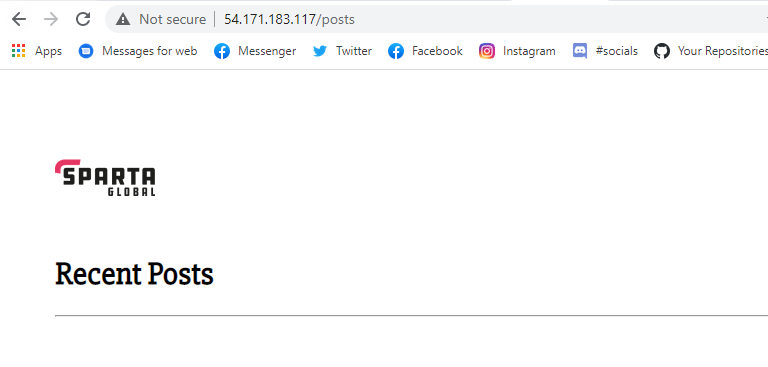 Not secure 54.171.183.117/posts
Apps Messages for web Messenger Twitter Facebook Instagram #socials Your Repositories
SPARTA
GLOBAL
Recent Posts